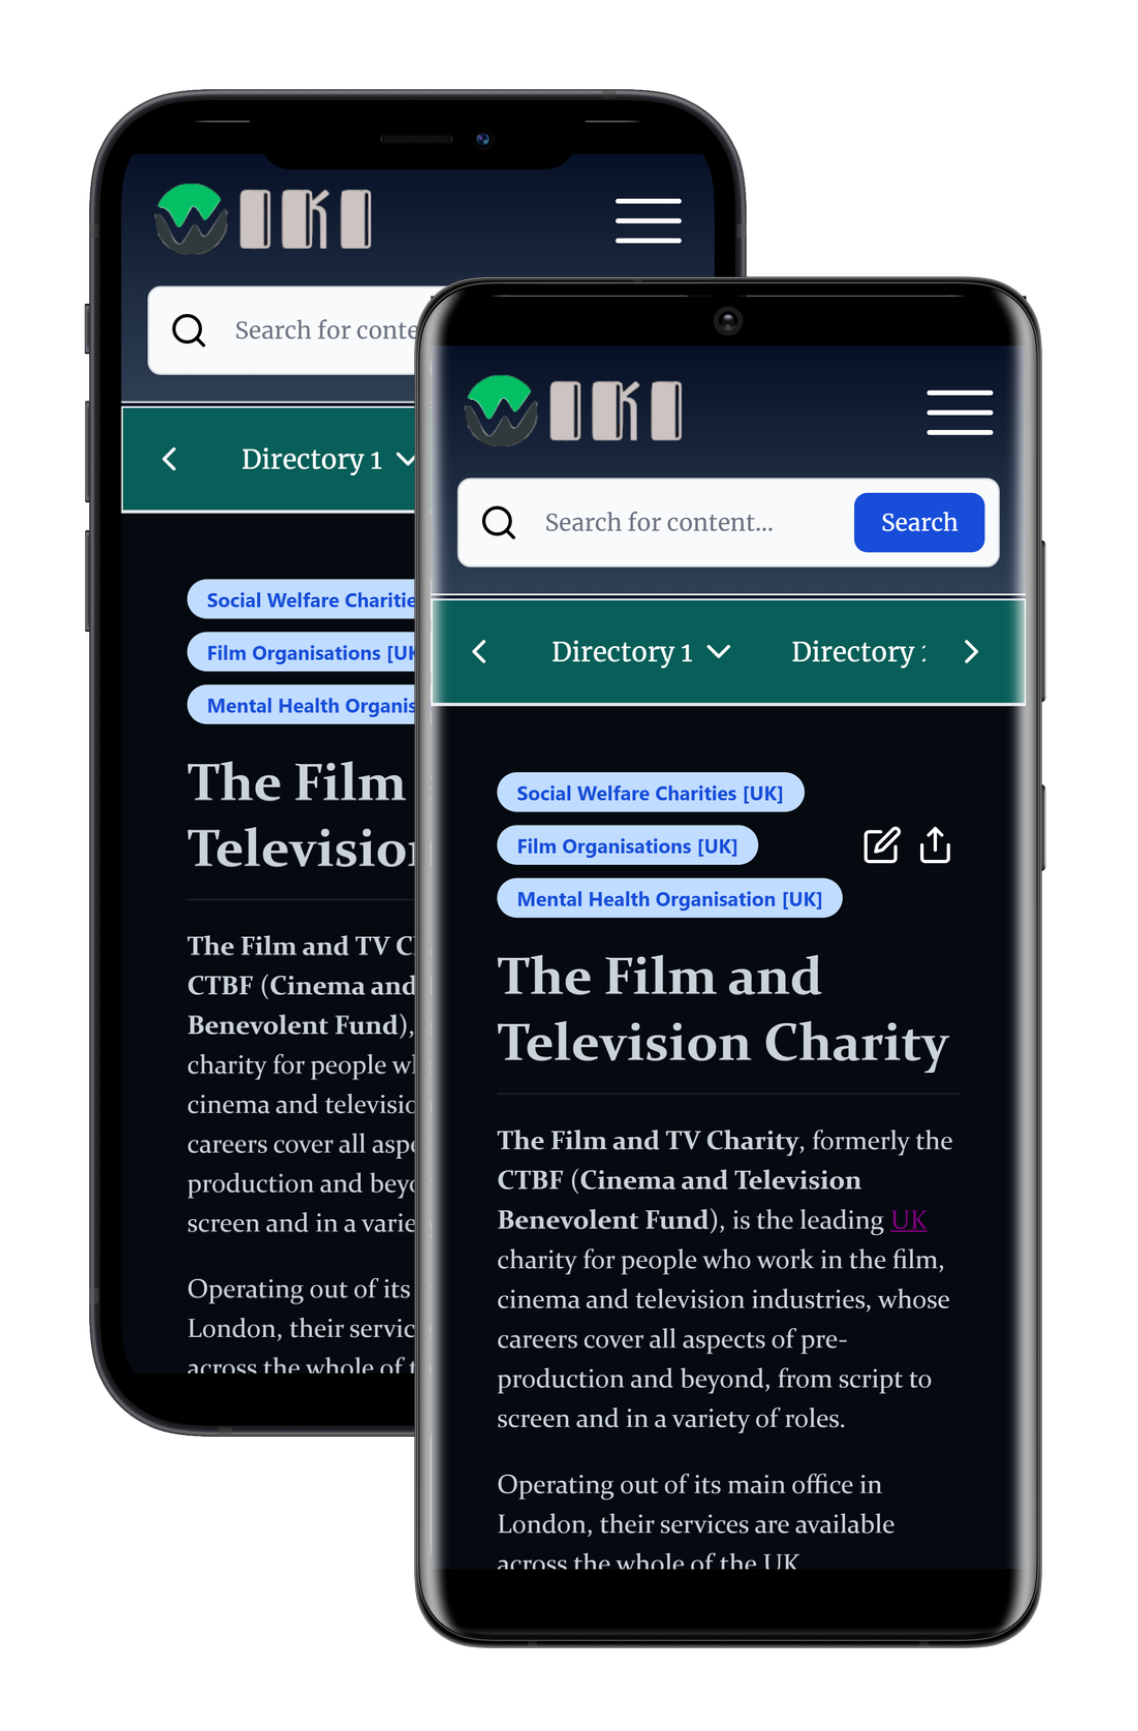 WIKI
Search for conte
Directory 1
Social Welfare Charitie
Film Organisations [UK
Mental Health Organis
The Film
Television
The Film and TV C
CTBF (Cinema and
Benevolent Fund),
charity for people wh
cinema and televisio
careers cover all aspe
production and beyo
screen and in a varie
Operating out of its
London, their servic
across the whole of t
WIKI
Search for content...
Search
Directory 1
Directory
Social Welfare Charities [UK]
Film Organisations [UK]
Mental Health Organisation [UK]
The Film and
Television Charity
The Film and TV Charity, formerly the
CTBF (Cinema and Television
Benevolent Fund), is the leading UK
charity for people who work in the film,
cinema and television industries, whose
careers cover all aspects of pre-
production and beyond, from script to
screen and in a variety of roles.
Operating out of its main office in
London, their services are available
across the whole of the UK